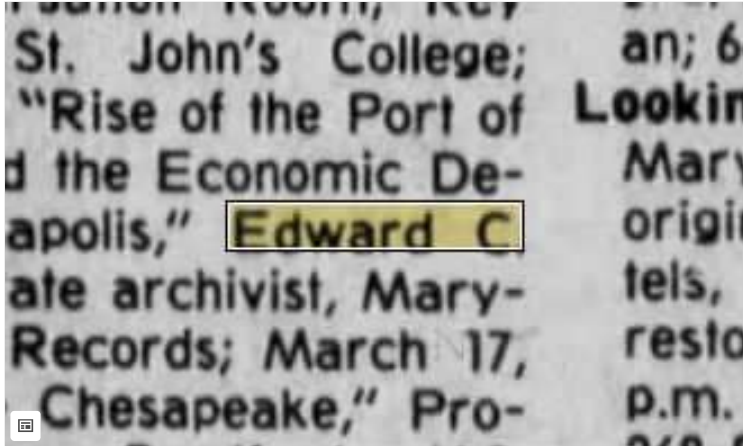 St. John's College;
"Rise of the Port of
the Economic De-
apolis," Edward C
ate archivist, Mary-
Records; March 17,
Chesapeake," Pro-
an; 6
Lookin
Mary
origi
tels,
resto
p.m.